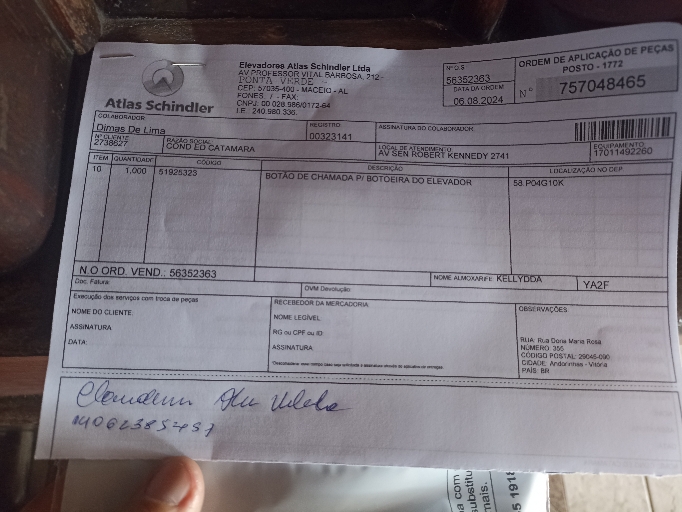 Atlas Schindler
Elevadores Atlas Schindler Ltda
AV PROFESSOR VITAL BARBOSA, 212 -
PONTA VERDE -
CEP: 57035-400 - MACEIO - AL
FONES: / - FAX:
CNPJ: 00.028.986/0172-64
I.E.: 240.980.336.
Nº O.S
56352363
DATA DA ORDEM
06.08.2024
ORDEM DE APLICAÇÃO DE PEÇAS
POSTO - 1772
Nº 757048465
COLABORADOR
Dimas De Lima
REGISTRO
00323141
ASSINATURA DO COLABORADOR
Nº CLIENTE
2738627
RAZÃO SOCIAL
COND ED CATAMARA
LOCAL DE ATENDIMENTO
AV SEN ROBERT KENNEDY 2741
EQUIPAMENTO
17011492260
ITEM QUANTIDADE CÓDIGO DESCRIÇÃO LOCALIZAÇÃO NO DEP.
10 1,000 51925323 BOTÃO DE CHAMADA P/ BOTOEIRA DO ELEVADOR 58.P04G10K
N.O ORD. VEND.: 56352363
NOME ALMOXARIFE: KELLYDDA
YA2F
Doc. Fatura:
OVM Devolução:
Execução dos serviços com troca de peças
NOME DO CLIENTE:
ASSINATURA
DATA:
RECEBEDOR DA MERCADORIA:
NOME LEGÍVEL
RG ou CPF ou ID:
ASSINATURA
OBSERVAÇÕES:
RUA: Rua Dona Maria Rosa
NÚMERO: 355
CÓDIGO POSTAL: 29045-090
CIDADE: Andorinhas - Vitória
PAÍS: BR